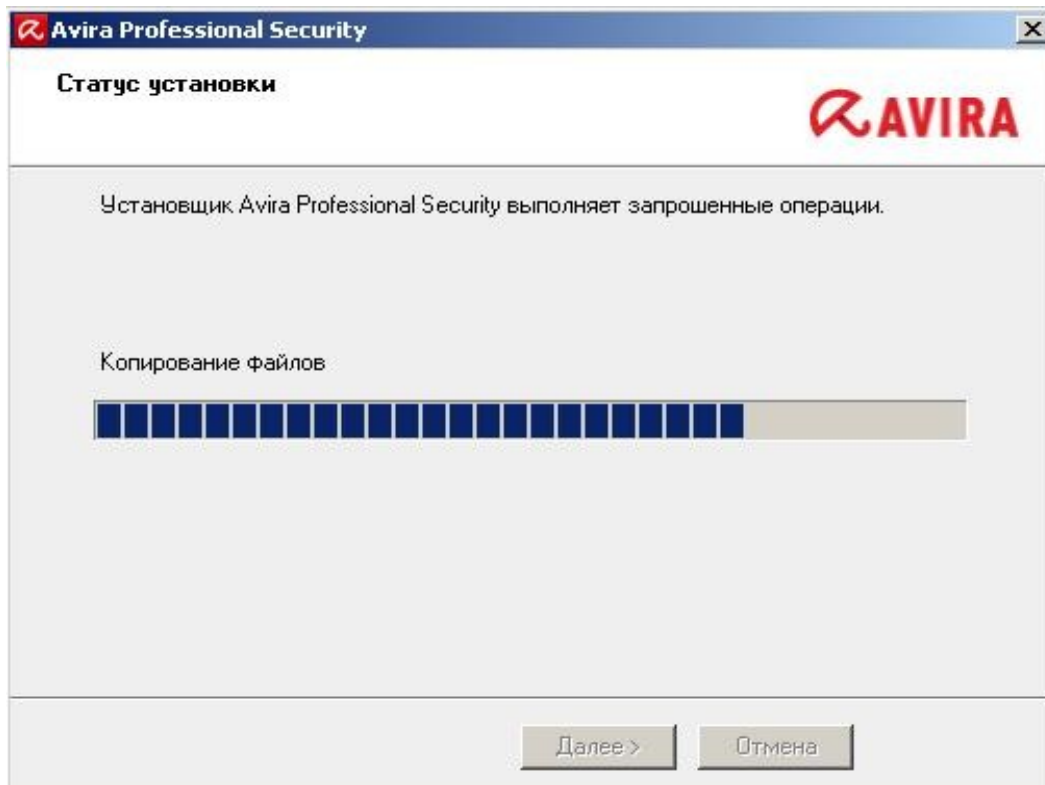 Avira Professional Security
Статус установки
AVIRA
Установщик Avira Professional Security выполняет запрошенные операции.
Копирование файлов
Далее >
Отмена